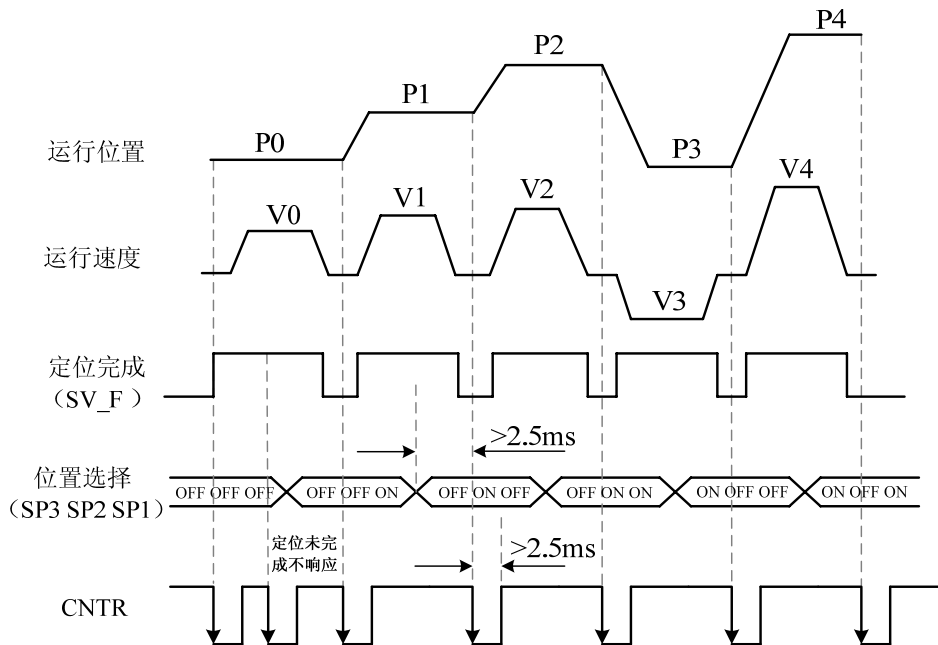 P4
P2
P1
P0
P3
运行位置
V4
V2
V1
V0
运行速度
V3
定位完成
（SV_F）
>2.5ms
位置选择
（SP3 SP2 SP1）
OFF OFF OFF
OFF OFF ON
OFF ON OFF
OFF ON ON
ON OFF OFF
ON OFF ON
定位未完
成不响应
>2.5ms
CNTR